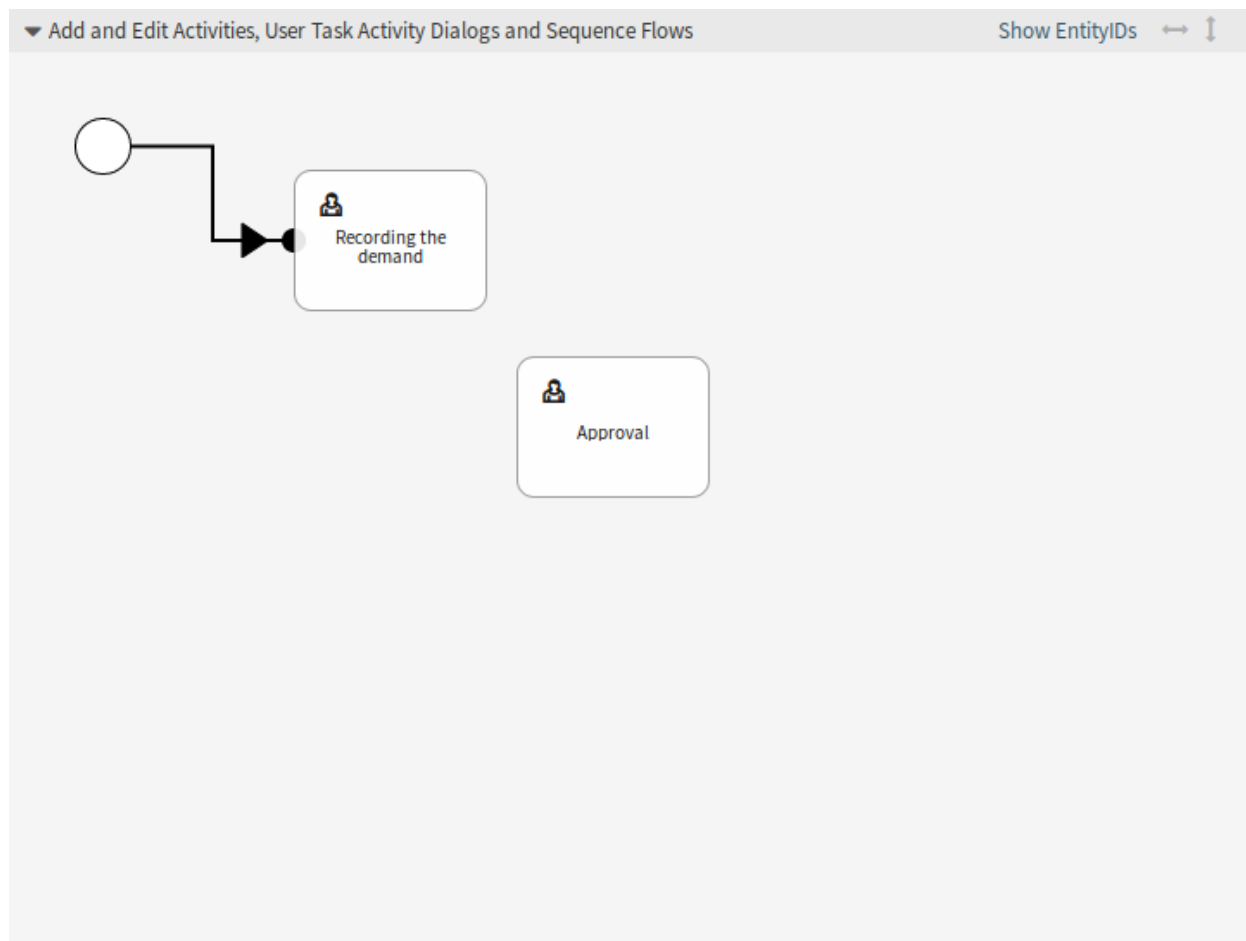 Add and Edit Activities, User Task Activity Dialogs and Sequence Flows
Show EntityIDs
Recording the
demand
Approval